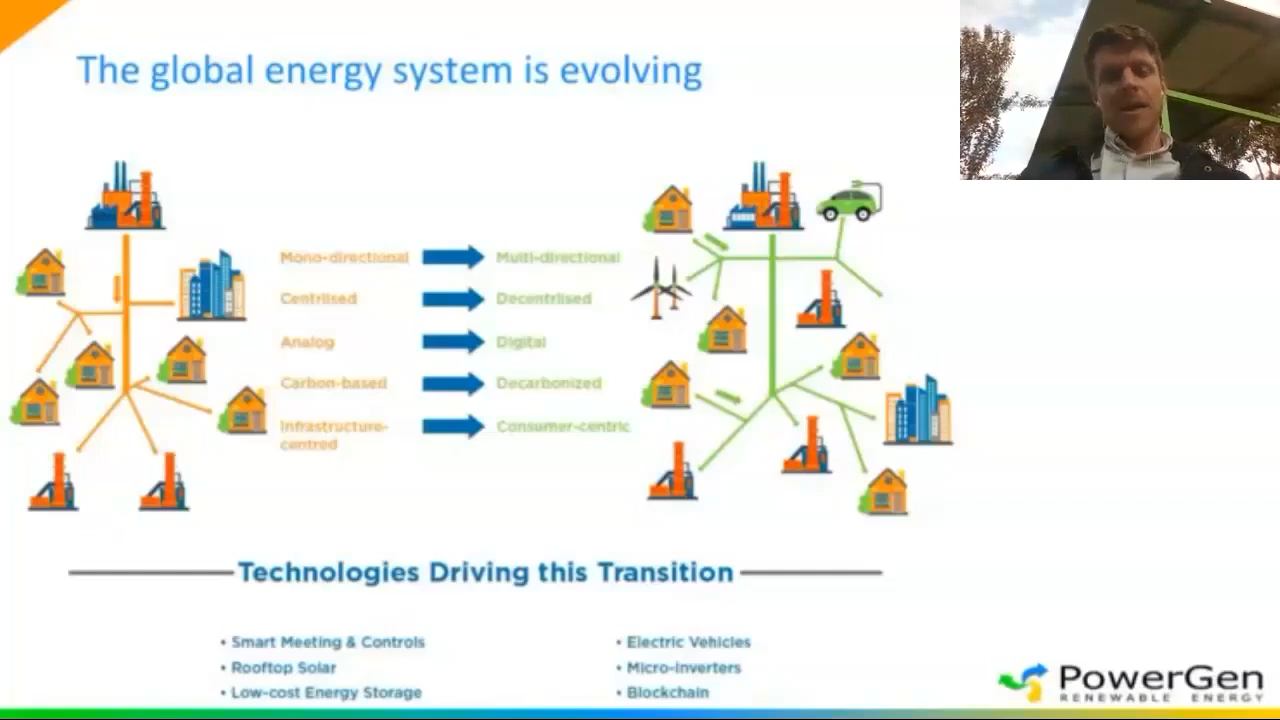 The global energy system is evolving
Mono-directional Multi-directional
Centrilised Decentrilised
Analog Digital
Carbon-based Decarbonized
Infrastructure- Consumer-centric
centred
Technologies Driving this Transition
• Smart Meeting & Controls
• Rooftop Solar
• Low-cost Energy Storage
• Electric Vehicles
• Micro-Inverters
• Blockchain
PowerGen
RENEWABLE ENERGY